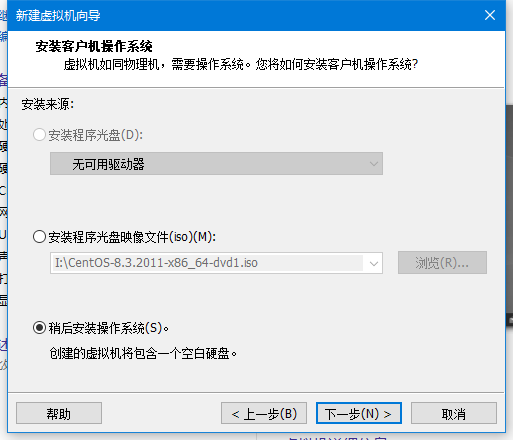 新建虚拟机向导
安装客户机操作系统
虚拟机如同物理机，需要操作系统。您将如何安装客户机操作系统?
安装来源:
安装程序光盘(D):
无可用驱动器
安装程序光盘映像文件(iso)(M):
I:\CentOS-8.3.2011-x86_64-dvd1.iso
浏览(R)...
稍后安装操作系统(S)。
创建的虚拟机将包含一个空白硬盘。
帮助
< 上一步(B)
下一步(N) >
取消